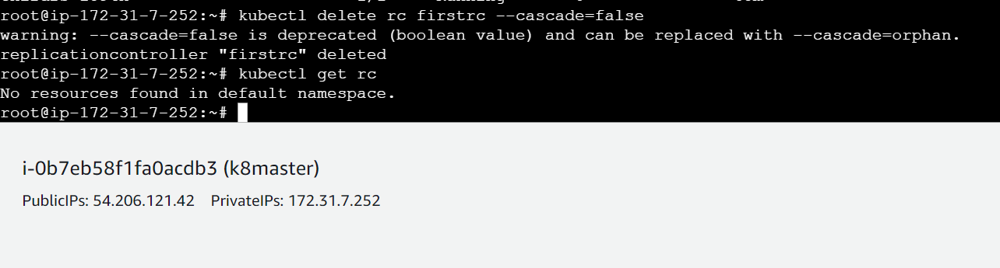 root@ip-172-31-7-252:~# kubectl delete rc firstrc --cascade=false
warning: --cascade=false is deprecated (boolean value) and can be replaced with --cascade=orphan.
replicationcontroller "firstrc" deleted
root@ip-172-31-7-252:~# kubectl get rc
No resources found in default namespace.
root@ip-172-31-7-252:~#
i-0b7eb58f1fa0acdb3 (k8master)
PublicIPs: 54.206.121.42 PrivateIPs: 172.31.7.252